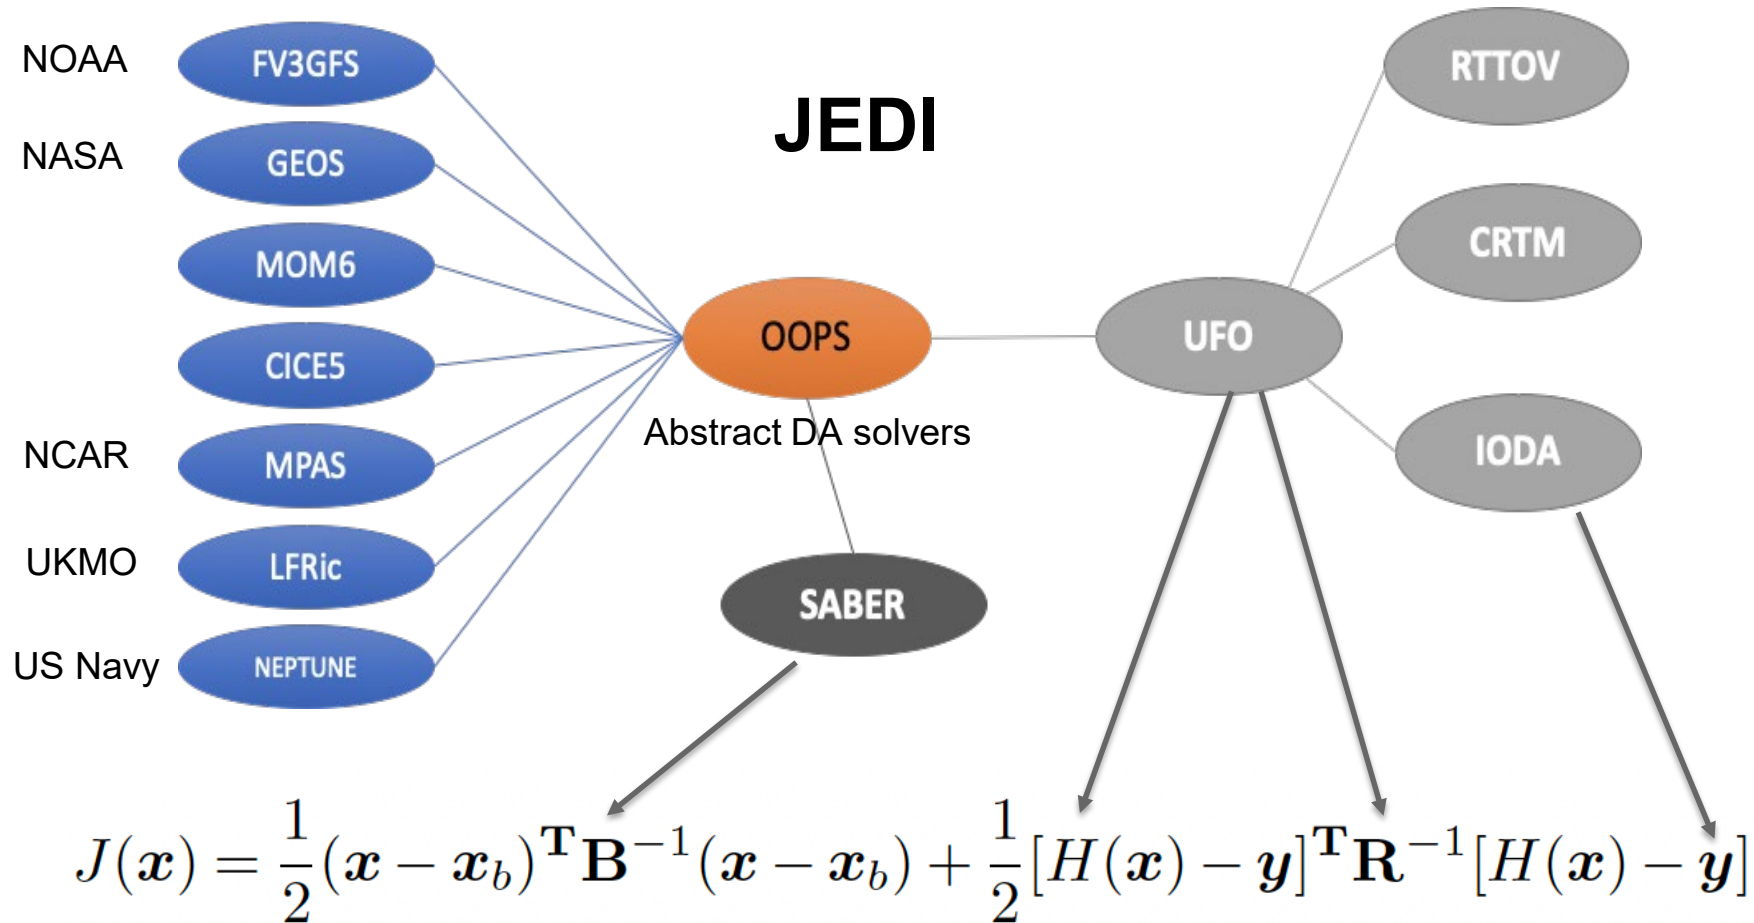 JEDI
NOAA FV3GFS
NASA GEOS
MOM6
CICE5
NCAR MPAS
UKMO LFRic
US Navy NEPTUNE
OOPS
Abstract DA solvers
SABER
UFO
RTTOV
CRTM
IODA
J(x) = 1/2 (x − x_b)^T B^{−1} (x − x_b) + 1/2 [H(x) − y]^T R^{−1} [H(x) − y]